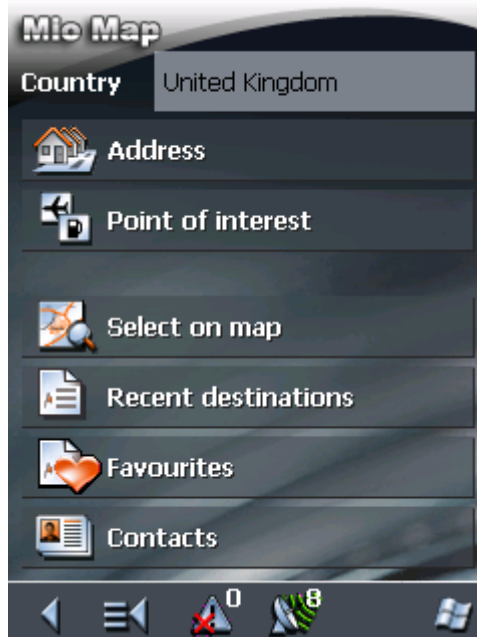 Mio Map
Country United Kingdom
Address
Point of interest
Select on map
Recent destinations
Favourites
Contacts
0 8